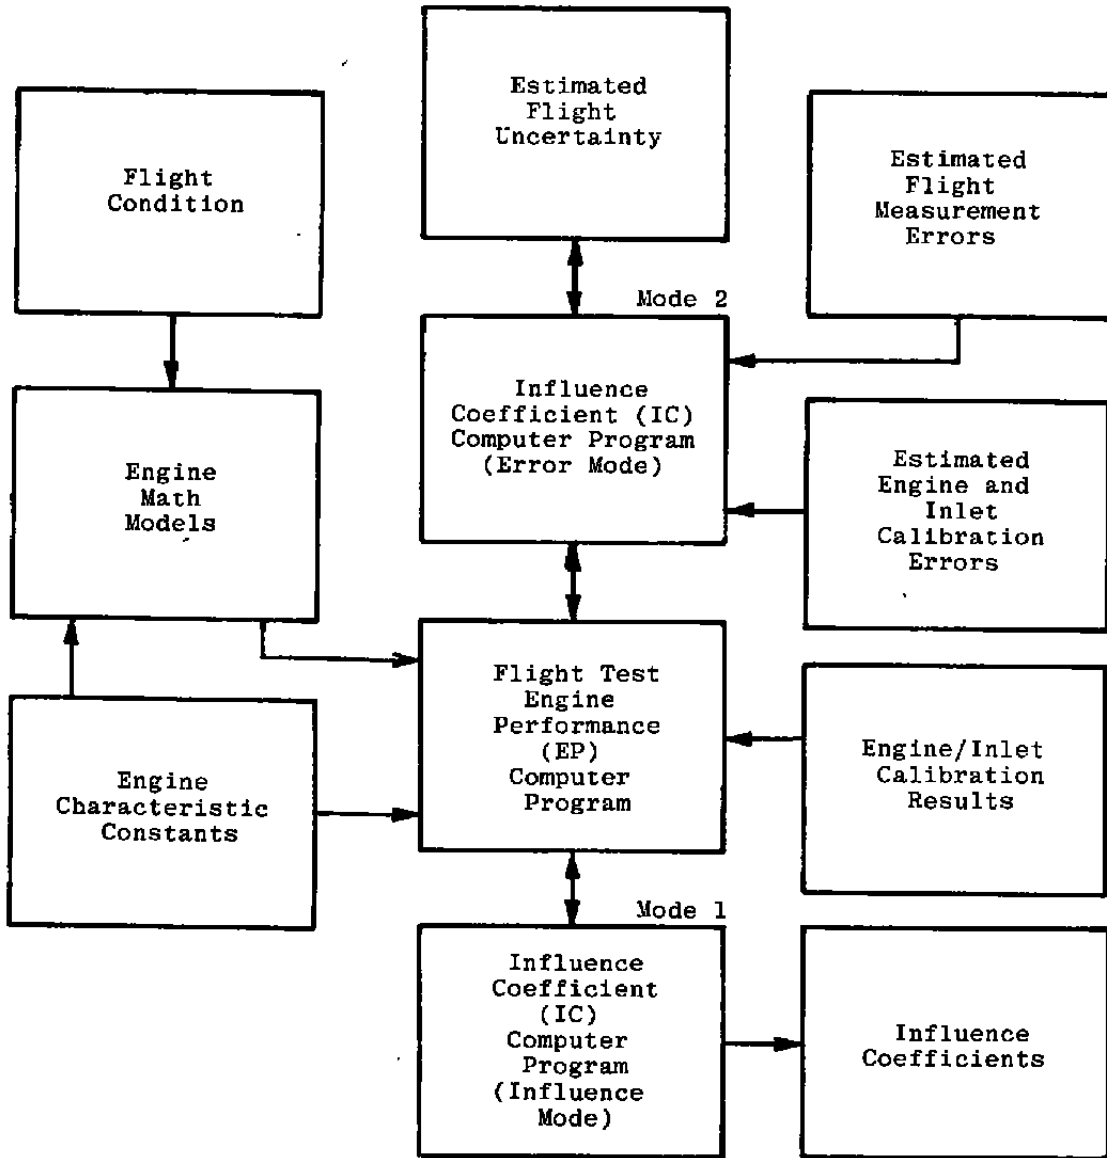 Estimated
Flight
Uncertainty
Flight
Condition
Estimated
Flight
Measurement
Errors
Mode 2
Influence
Coefficient (IC)
Computer Program
(Error Mode)
Engine
Math
Models
Estimated
Engine and
Inlet
Calibration
Errors
Flight Test
Engine
Performance
(EP)
Computer
Program
Engine/Inlet
Calibration
Results
Engine
Characteristic
Constants
Mode 1
Influence
Coefficient
(IC)
Computer
Program
(Influence
Mode)
Influence
Coefficients